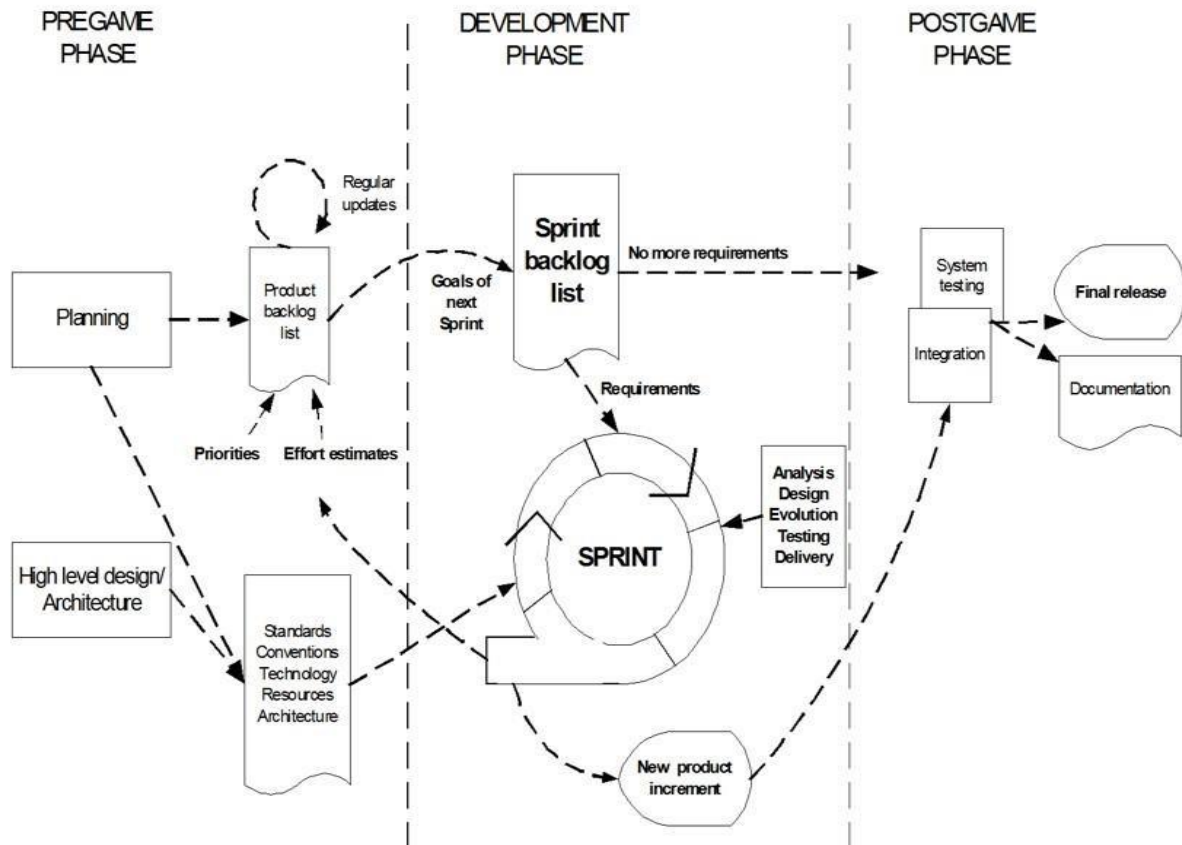 PREGAME
PHASE
DEVELOPMENT
PHASE
POSTGAME
PHASE
Regular
updates
Planning
Product
backlog
list
Goals of
next
Sprint
Sprint
backlog
list
No more requirements
System
testing
Integration
Final release
Documentation
Priorities
Effort estimates
Requirements
Analysis
Design
Evolution
Testing
Delivery
SPRINT
High level design/
Architecture
Standards
Conventions
Technology
Resources
Architecture
New product
increment